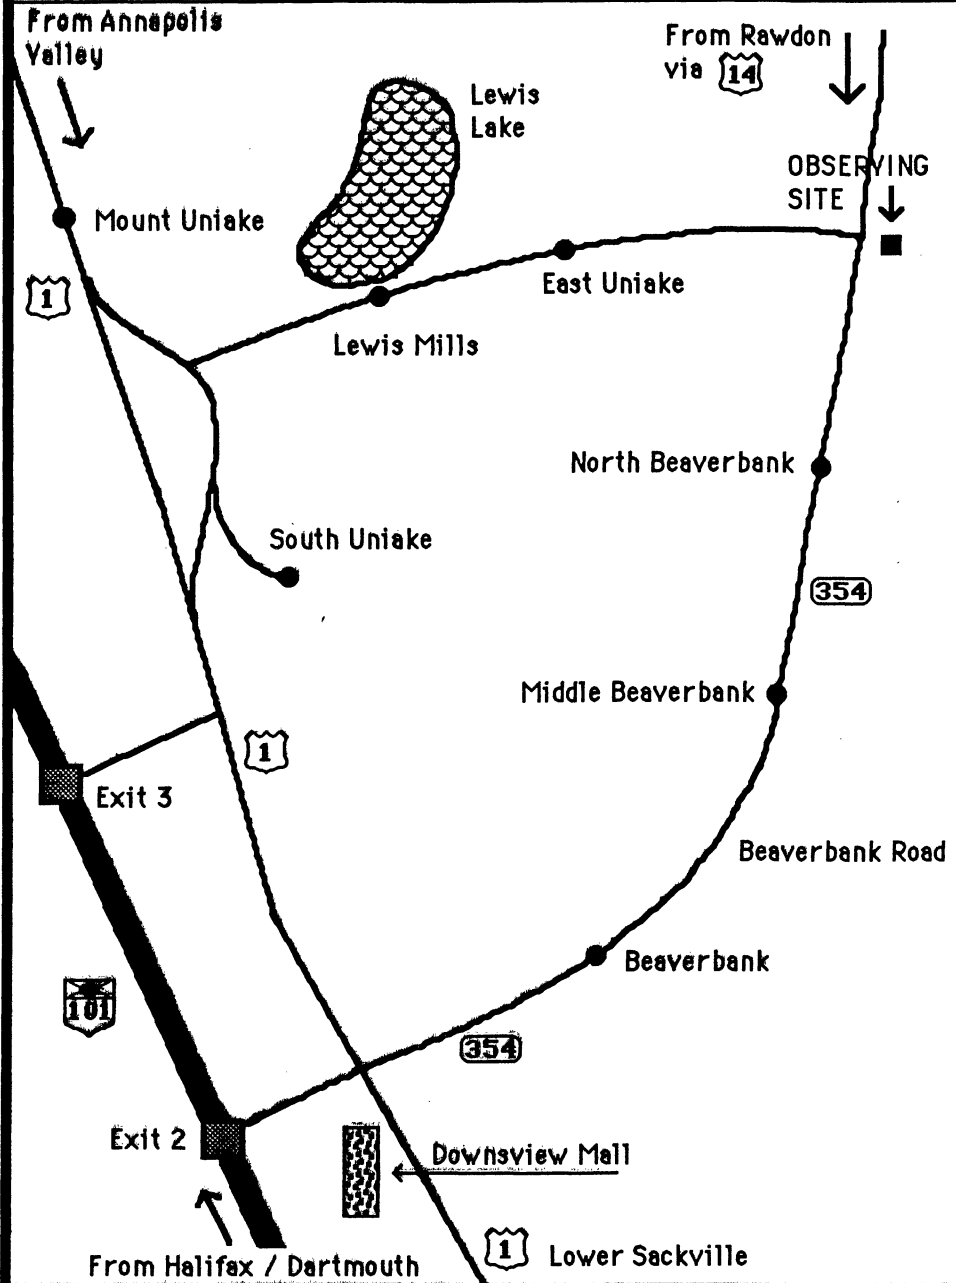 From Annapolis
Valley
From Rawdon
via 14
Lewis
Lake
OBSERVING
SITE
Mount Uniake
1
East Uniake
Lewis Mills
North Beaverbank
South Uniake
354
Middle Beaverbank
1
Exit 3
Beaverbank Road
Beaverbank
101
354
Exit 2
Downsview Mall
1 Lower Sackville
From Halifax / Dartmouth